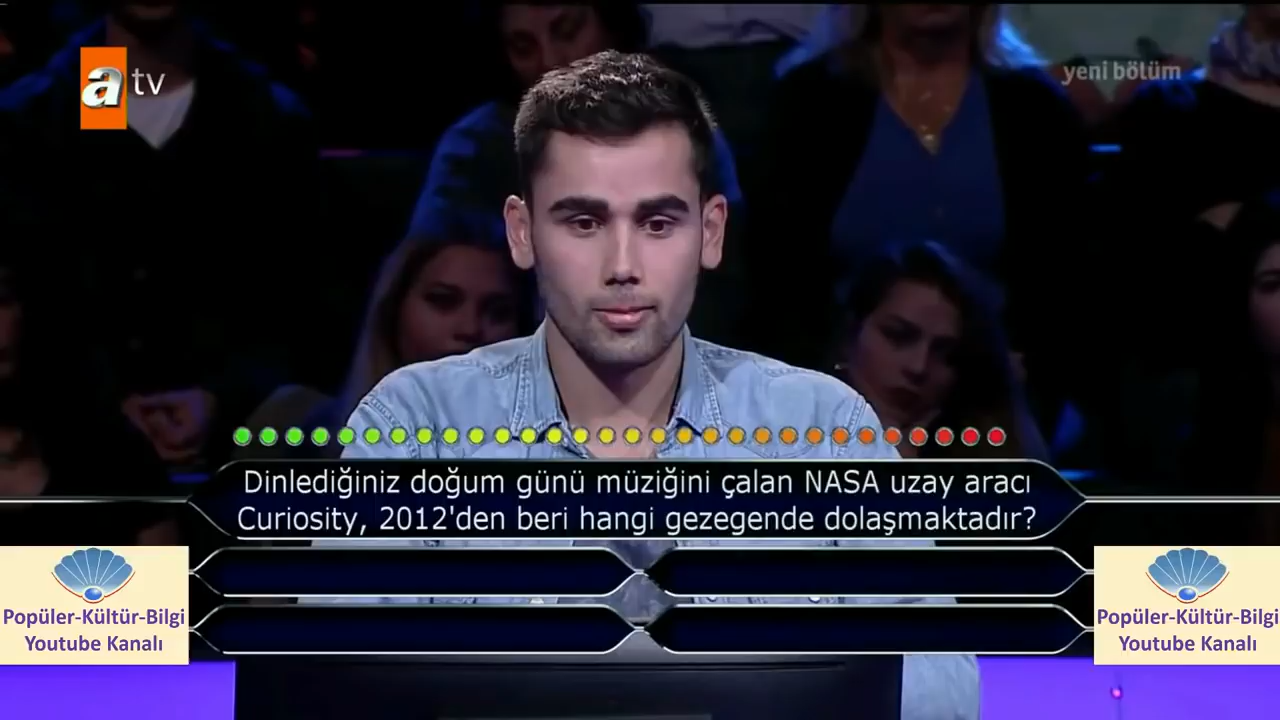 a tv
yeni bölüm
Dinlediğiniz doğum günü müziğini çalan NASA uzay aracı
Curiosity, 2012'den beri hangi gezegende dolaşmaktadır?
Popüler-Kültür-Bilgi
Youtube Kanalı
Popüler-Kültür-Bilgi
Youtube Kanalı